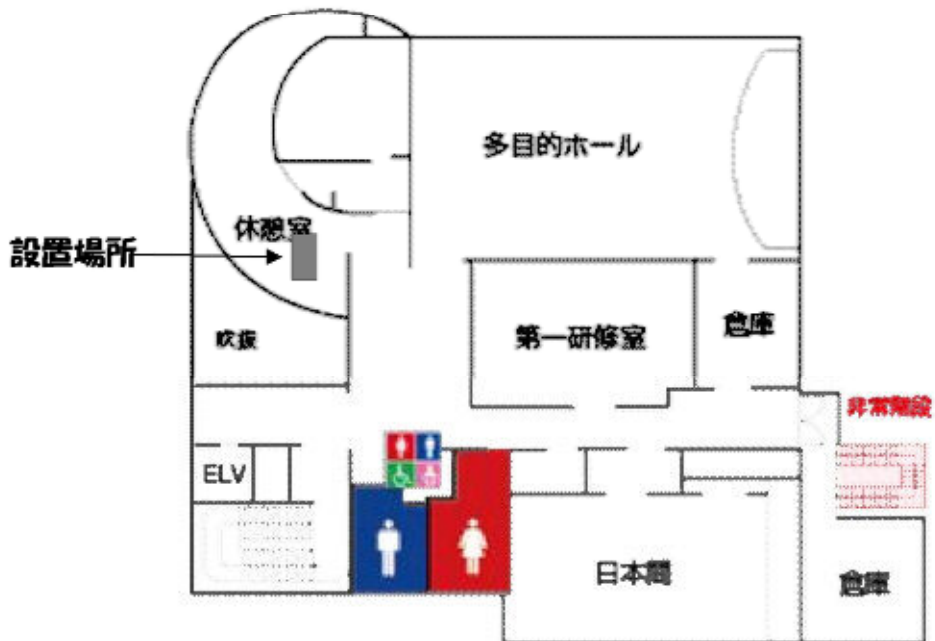 多目的ホール
休憩室
設置場所
第一研修室
倉庫
吹抜
非常階段
ELV
日本間
倉庫